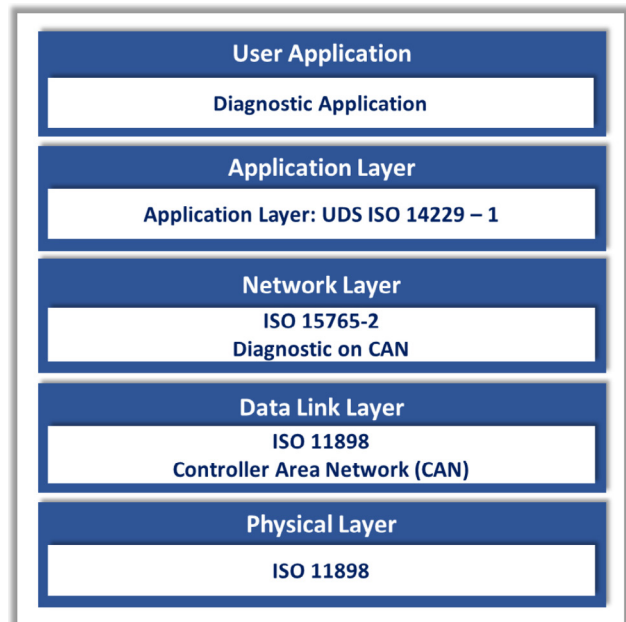 User Application
Diagnostic Application
Application Layer
Application Layer: UDS ISO 14229 – 1
Network Layer
ISO 15765-2
Diagnostic on CAN
Data Link Layer
ISO 11898
Controller Area Network (CAN)
Physical Layer
ISO 11898